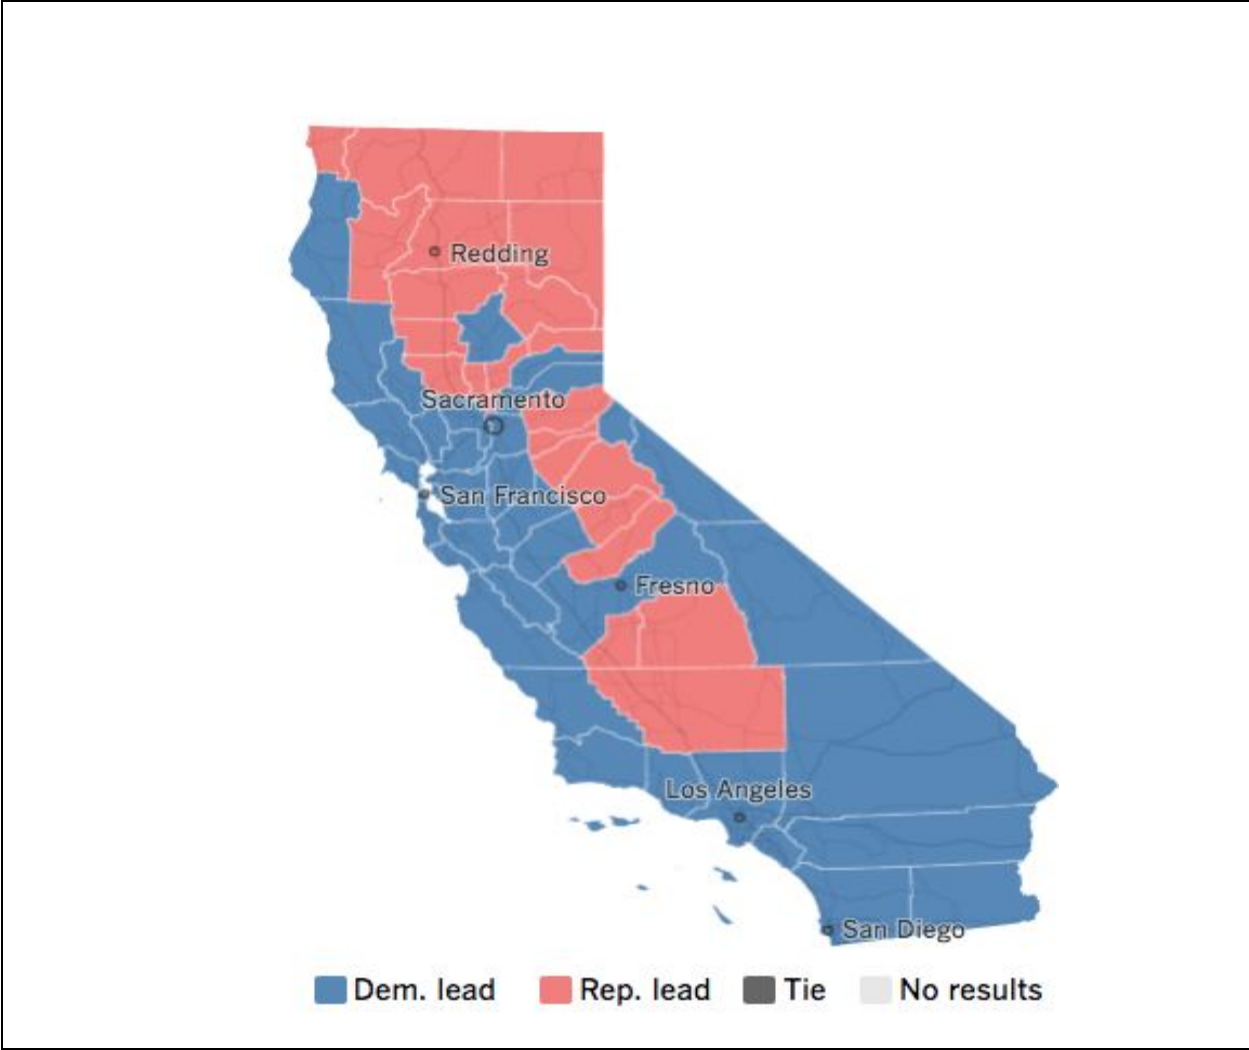 Redding
Sacramento
San Francisco
Fresno
Los Angeles
San Diego
Dem. lead Rep. lead Tie No results